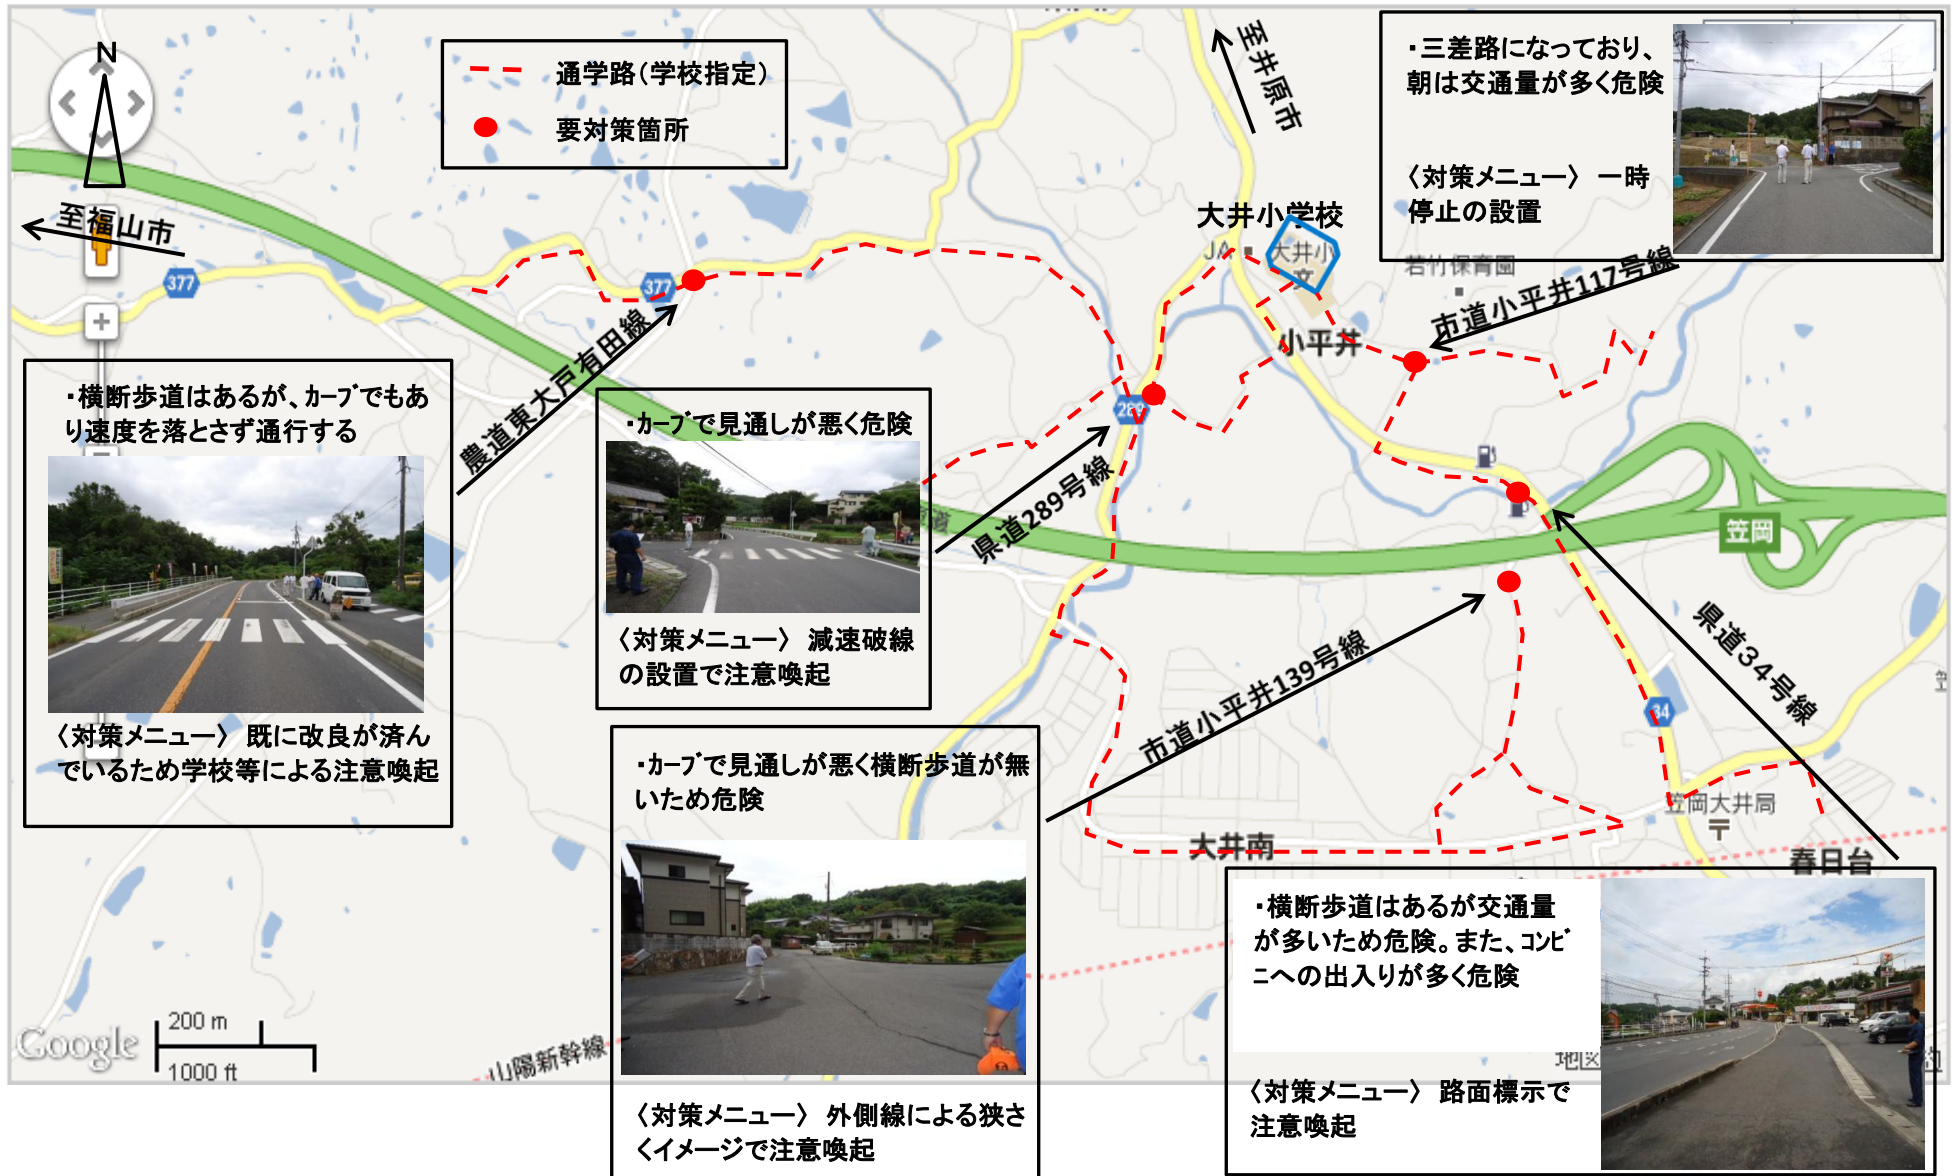 N
通学路(学校指定)
要対策箇所
至井原市
・三差路になっており、
朝は交通量が多く危険
〈対策メニュー〉 一時
停止の設置
至福山市
377
377
大井小学校
JA
大井小
文
若竹保育園
市道小平井117号線
小平井
農道東大戸有田線
・横断歩道はあるが、カーブでもあ
り速度を落とさず通行する
〈対策メニュー〉 既に改良が済ん
でいるため学校等による注意喚起
・カーブで見通しが悪く危険
〈対策メニュー〉 減速破線
の設置で注意喚起
289
県道289号線
笠岡
市道小平井139号線
県道34号線
34
・カーブで見通しが悪く横断歩道が無
いため危険
〈対策メニュー〉 外側線による狭さ
くイメージで注意喚起
笠岡大井局
〒
大井南
春日台
・横断歩道はあるが交通量
が多いため危険。また、コンビ
ニへの出入りが多く危険
〈対策メニュー〉 路面標示で
注意喚起
Google
200 m
1000 ft
山陽新幹線
地図